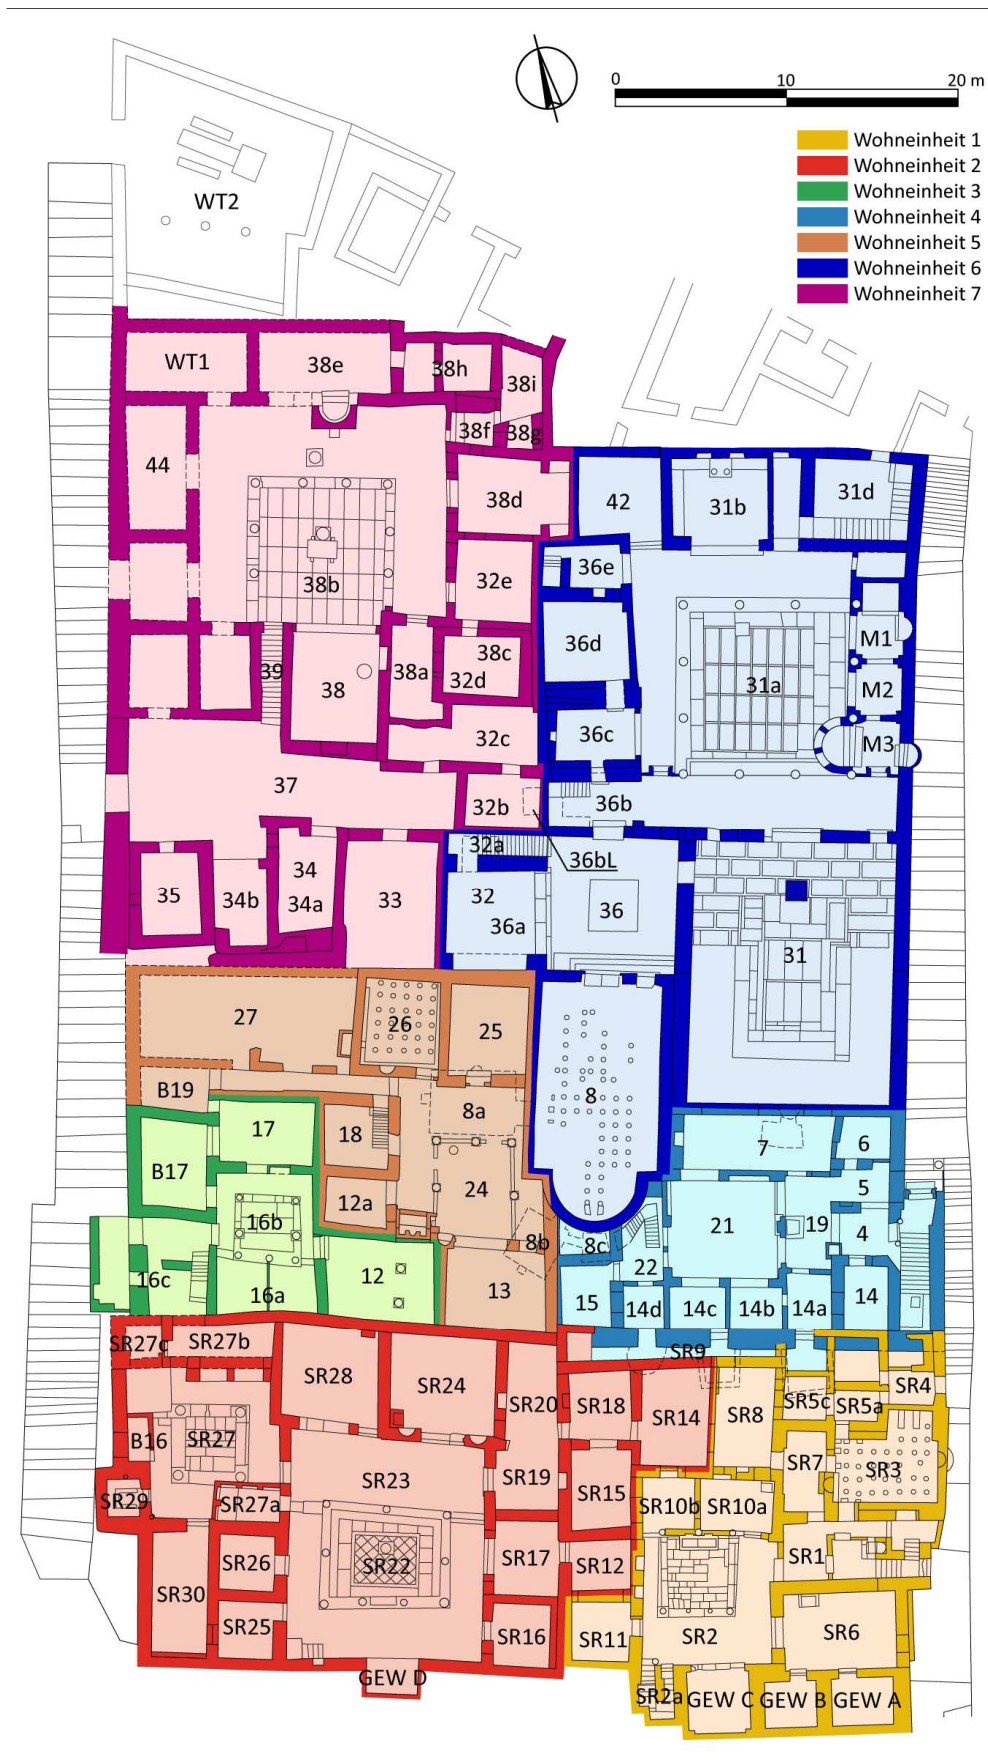 0 10 20 m
Wohneinheit 1
Wohneinheit 2
Wohneinheit 3
Wohneinheit 4
Wohneinheit 5
Wohneinheit 6
Wohneinheit 7
WT2
WT1 38e 38h 38i
38f 38g
44 38d 42 31b 31d
38b 32e 36e
36d M1
39 38 38a 38c
32d 31a M2
32c 36c M3
37 32b 36b
32a 36bL
35 34b 34 33 32 36
34a 36a 31
27 26 25
B19 8a 8
17 18 7 6
B17 12a 24 5
16b 21 19 4
8b 8c
16c 16a 12 13 22
15 14d 14c 14b 14a 14
SR27c SR27b SR9
SR28 SR24 SR20 SR18 SR14 SR8 SR5c SR5a SR4
B16 SR27
SR23 SR19 SR7 SR3
SR29 SR27a SR15 SR10b SR10a
SR26 SR22 SR17 SR12 SR1
SR30 SR25 SR16 SR11 SR2 SR6
GEW D SR2a GEW C GEW B GEW A